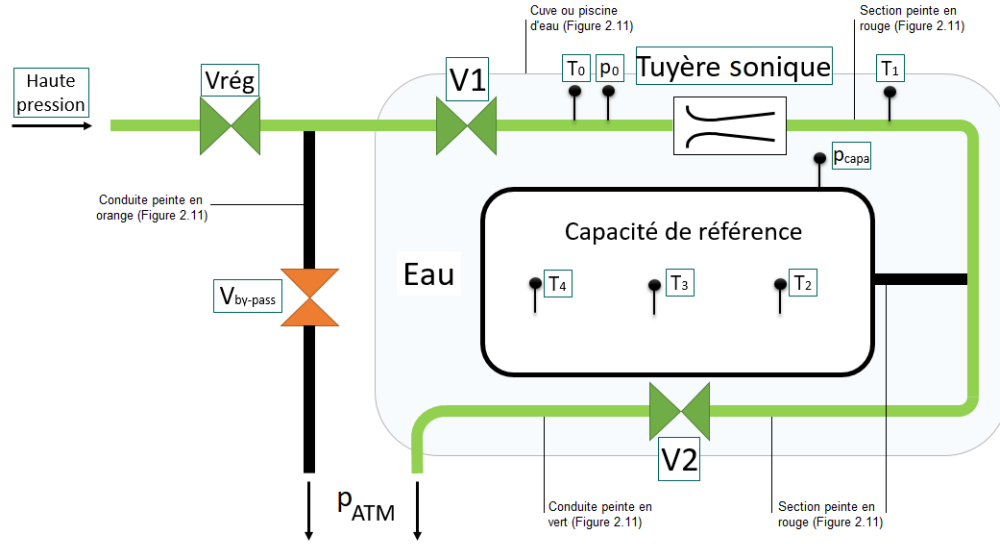 Cuve ou piscine
d'eau (Figure 2.11)
Section peinte en
rouge (Figure 2.11)
Haute
pression
Vrég
V1
T0
p0
Tuyère sonique
T1
pcapa
Conduite peinte en
orange (Figure 2.11)
Capacité de référence
Eau
T4
T3
T2
Vby-pass
V2
pATM
Conduite peinte en
vert (Figure 2.11)
Section peinte en
rouge (Figure 2.11)